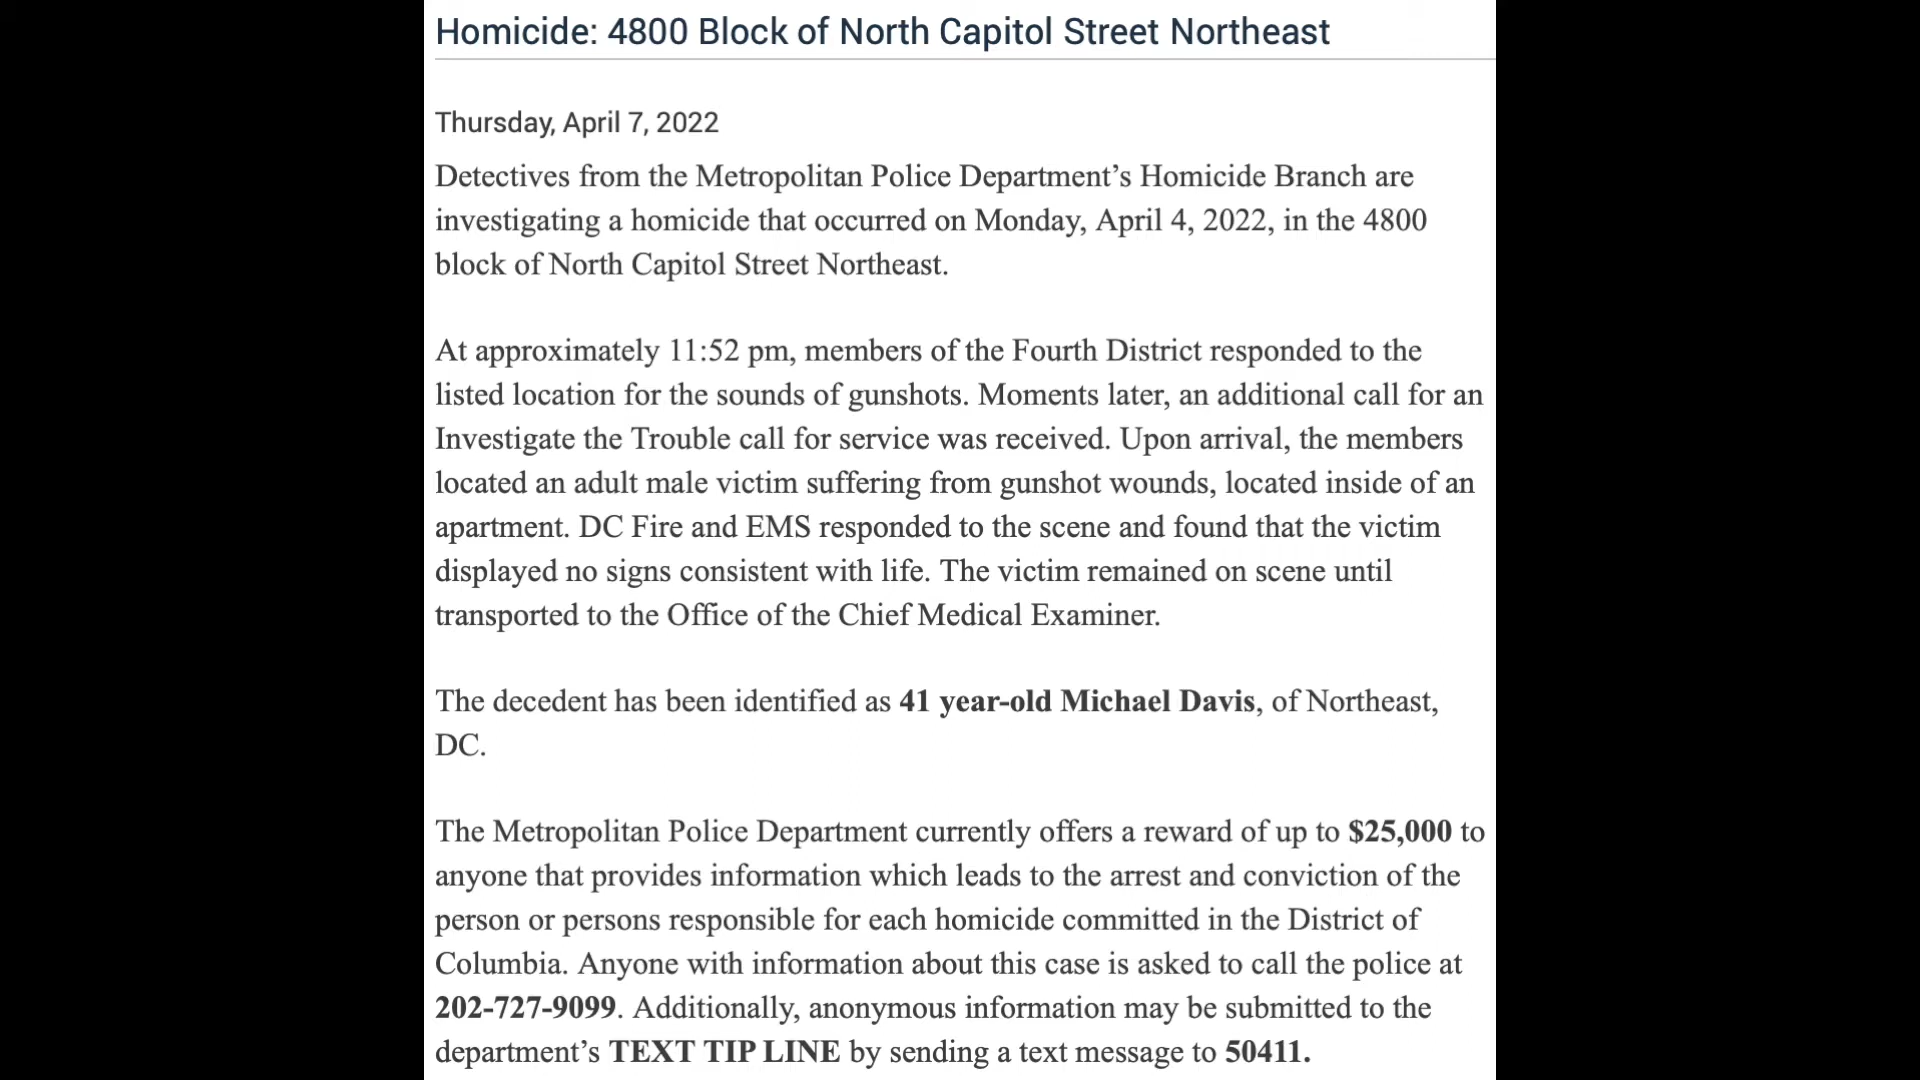 Homicide: 4800 Block of North Capitol Street Northeast
Thursday, April 7, 2022
Detectives from the Metropolitan Police Department’s Homicide Branch are
investigating a homicide that occurred on Monday, April 4, 2022, in the 4800
block of North Capitol Street Northeast.
At approximately 11:52 pm, members of the Fourth District responded to the
listed location for the sounds of gunshots. Moments later, an additional call for an
Investigate the Trouble call for service was received. Upon arrival, the members
located an adult male victim suffering from gunshot wounds, located inside of an
apartment. DC Fire and EMS responded to the scene and found that the victim
displayed no signs consistent with life. The victim remained on scene until
transported to the Office of the Chief Medical Examiner.
The decedent has been identified as 41 year-old Michael Davis, of Northeast,
DC.
The Metropolitan Police Department currently offers a reward of up to $25,000 to
anyone that provides information which leads to the arrest and conviction of the
person or persons responsible for each homicide committed in the District of
Columbia. Anyone with information about this case is asked to call the police at
202-727-9099. Additionally, anonymous information may be submitted to the
department’s TEXT TIP LINE by sending a text message to 50411.